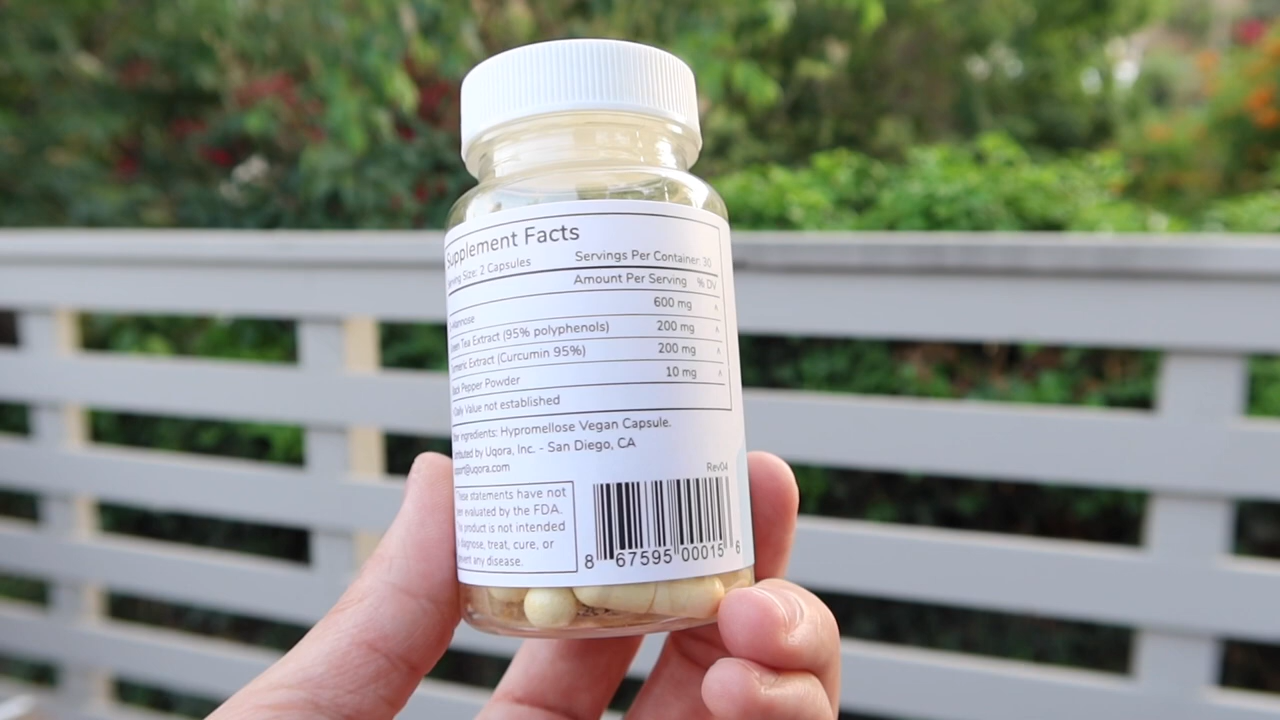 Supplement Facts
Serving Size: 2 Capsules Servings Per Container: 30
Amount Per Serving % DV
D-Mannose 600 mg ^
Green Tea Extract (95% polyphenols) 200 mg ^
Turmeric Extract (Curcumin 95%) 200 mg ^
Black Pepper Powder 10 mg ^
^Daily Value not established
Other ingredients: Hypromellose Vegan Capsule.
Distributed by Uqora, Inc. - San Diego, CA
support@uqora.com
Rev04
These statements have not
been evaluated by the FDA.
This product is not intended
to diagnose, treat, cure, or
prevent any disease.
8 67595 00015 6